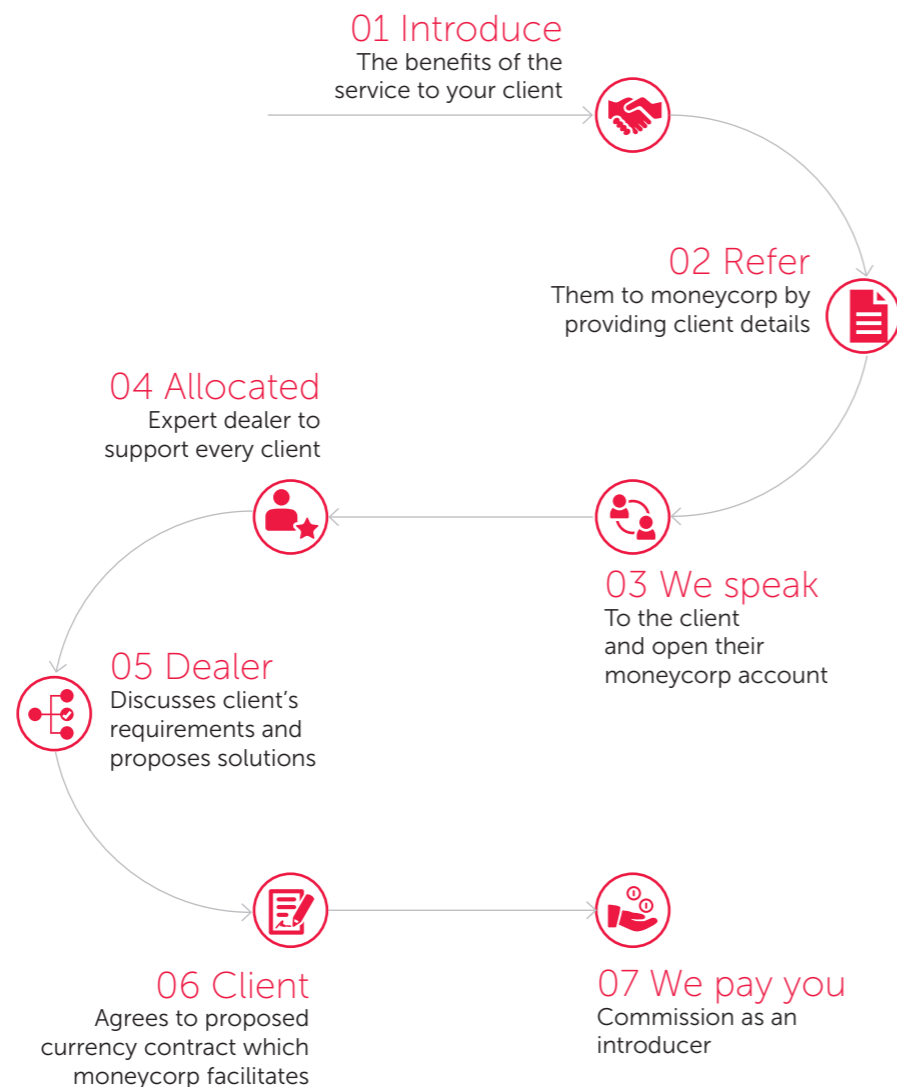 01 Introduce
The benefits of the
service to your client
02 Refer
Them to moneycorp by
providing client details
03 We speak
To the client
and open their
moneycorp account
04 Allocated
Expert dealer to
support every client
05 Dealer
Discusses client’s
requirements and
proposes solutions
06 Client
Agrees to proposed
currency contract which
moneycorp facilitates
07 We pay you
Commission as an
introducer